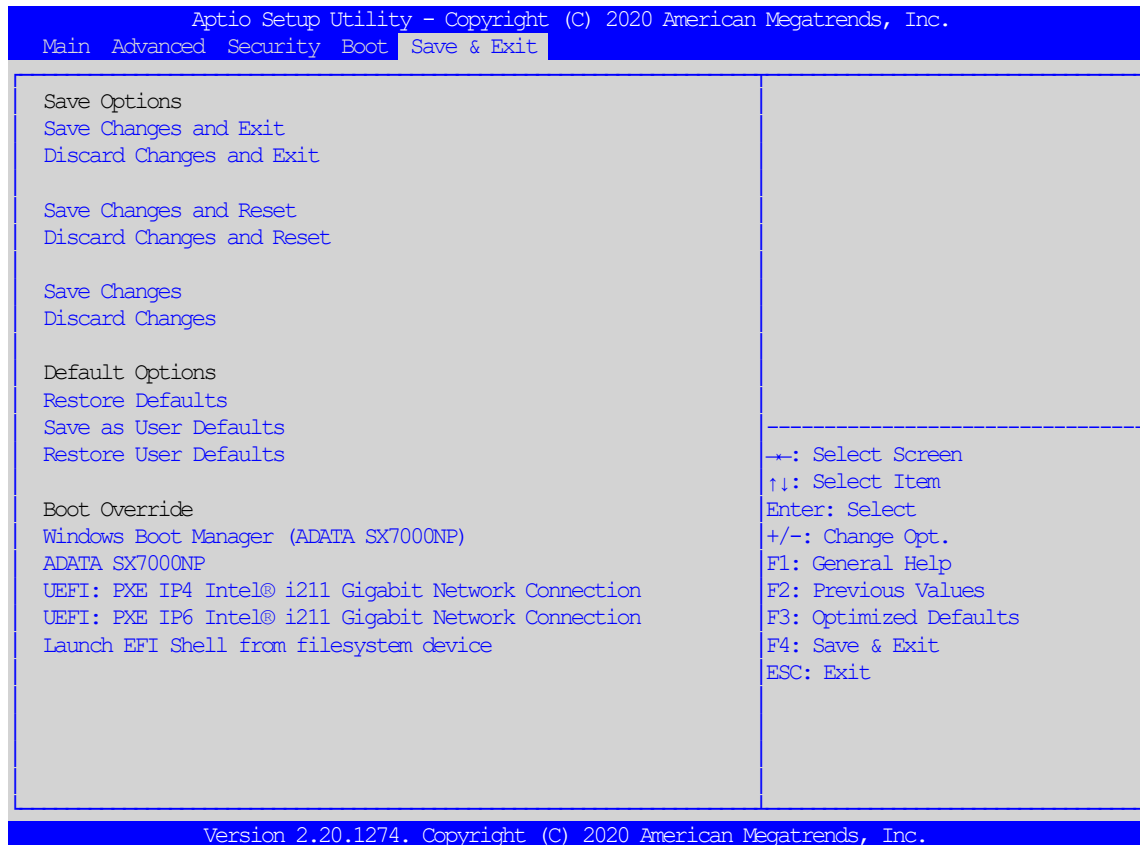 Aptio Setup Utility - Copyright (C) 2020 American Megatrends, Inc.
Main Advanced Security Boot Save & Exit
Save Options
Save Changes and Exit
Discard Changes and Exit
Save Changes and Reset
Discard Changes and Reset
Save Changes
Discard Changes
Default Options
Restore Defaults
Save as User Defaults
Restore User Defaults
Boot Override
Windows Boot Manager (ADATA SX7000NP)
ADATA SX7000NP
UEFI: PXE IP4 Intel® i211 Gigabit Network Connection
UEFI: PXE IP6 Intel® i211 Gigabit Network Connection
Launch EFI Shell from filesystem device
→←: Select Screen
↑↓: Select Item
Enter: Select
+/-: Change Opt.
F1: General Help
F2: Previous Values
F3: Optimized Defaults
F4: Save & Exit
ESC: Exit
Version 2.20.1274. Copyright (C) 2020 American Megatrends, Inc.